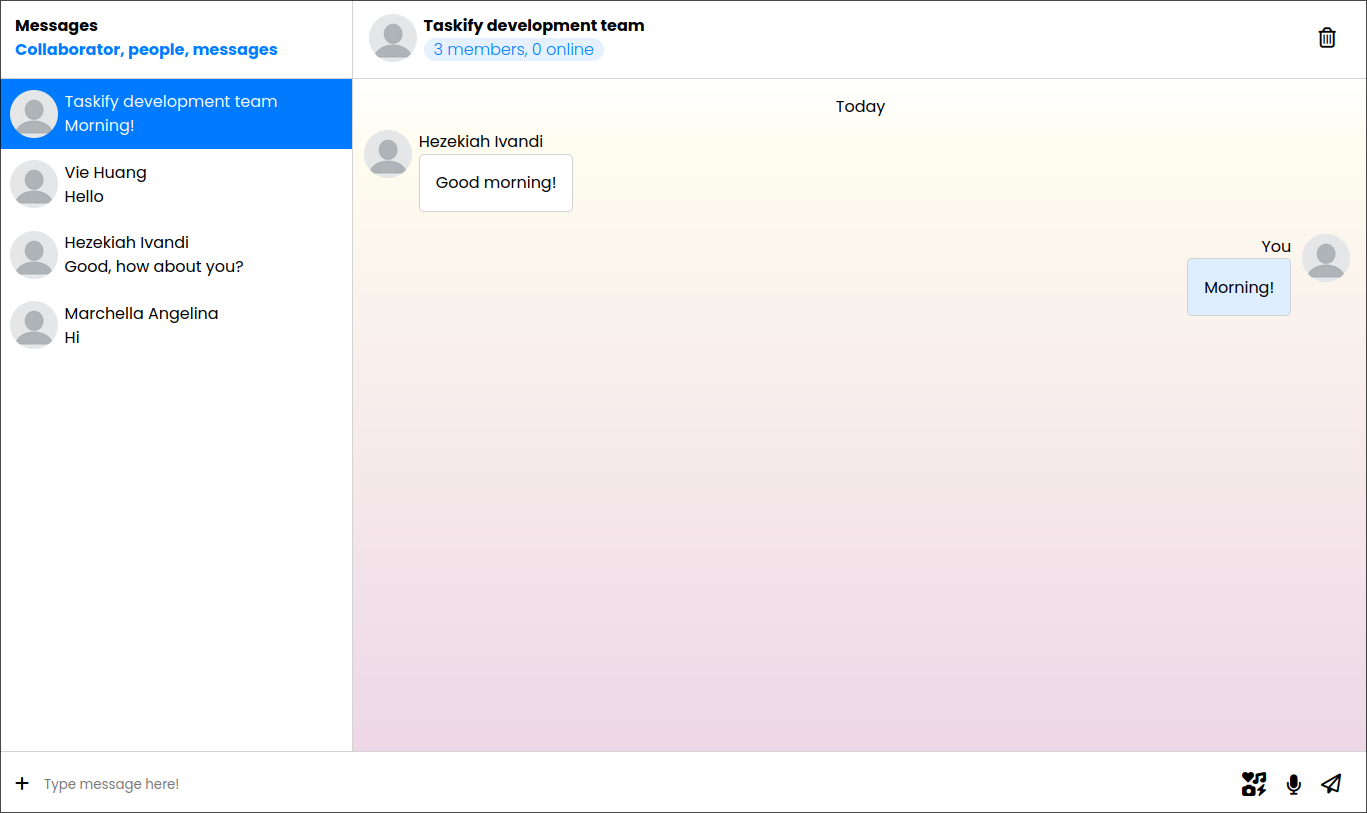 Messages
Collaborator, people, messages
Taskify development team
Morning!
Vie Huang
Hello
Hezekiah Ivandi
Good, how about you?
Marchella Angelina
Hi
Taskify development team
3 members, 0 online
Today
Hezekiah Ivandi
Good morning!
You
Morning!
Type message here!